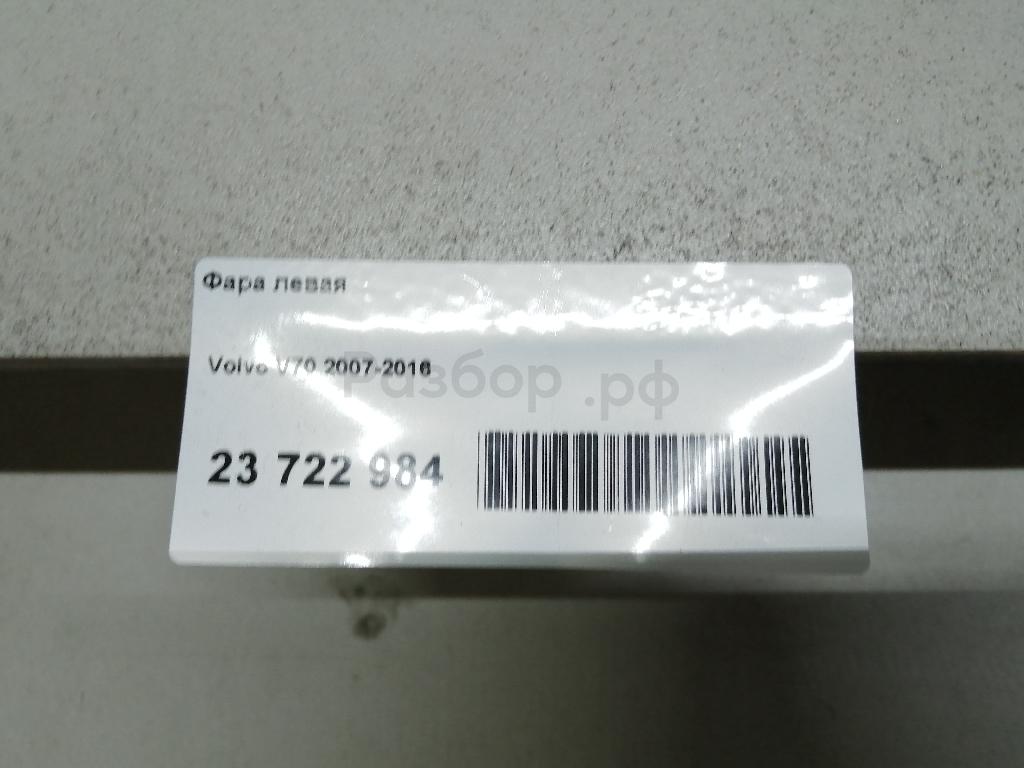 Фара левая
Volvo V70 2007-2016
Разбор.рф
23 722 984